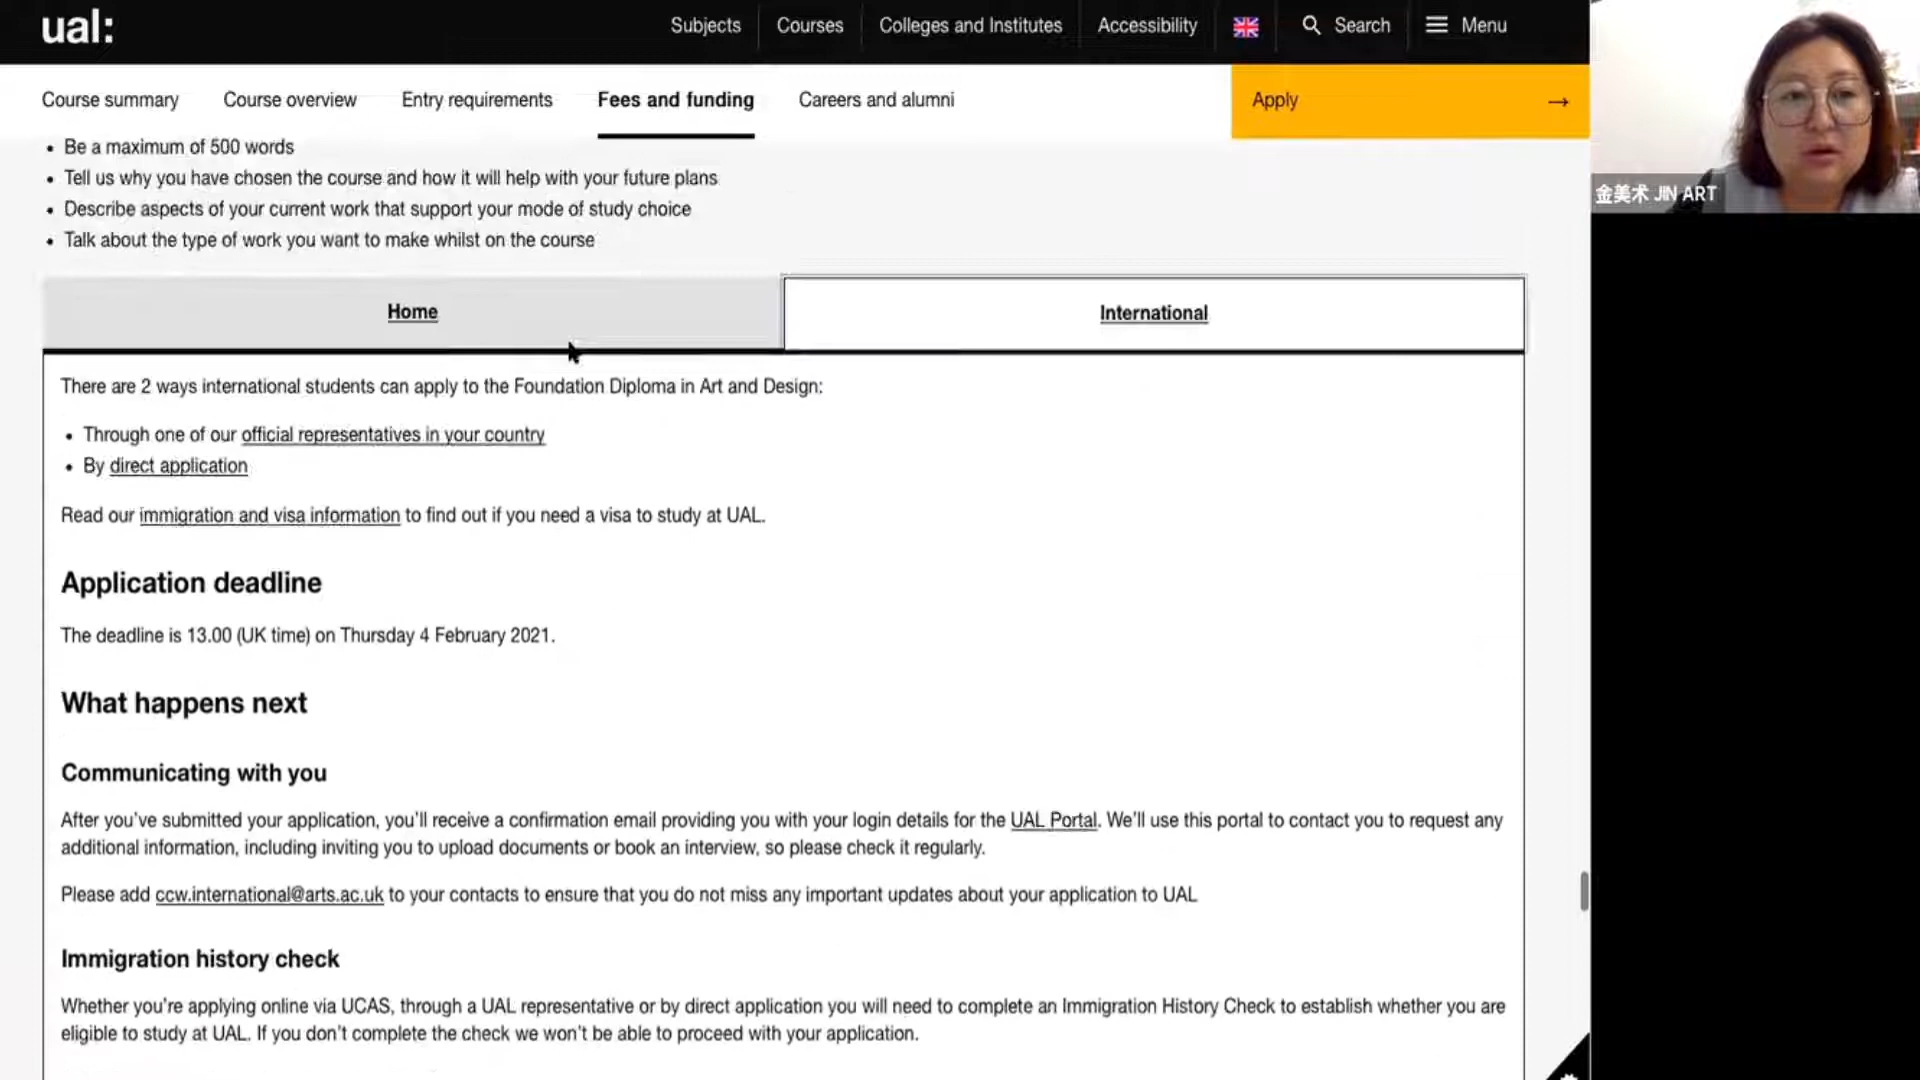 ual:
Subjects
Courses
Colleges and Institutes
Accessibility
Search
Menu
Course summary
Course overview
Entry requirements
Fees and funding
Careers and alumni
Apply →
• Be a maximum of 500 words
• Tell us why you have chosen the course and how it will help with your future plans
• Describe aspects of your current work that support your mode of study choice
• Talk about the type of work you want to make whilst on the course
金美术 JIN ART
Home
International
There are 2 ways international students can apply to the Foundation Diploma in Art and Design:
• Through one of our official representatives in your country
• By direct application
Read our immigration and visa information to find out if you need a visa to study at UAL.
Application deadline
The deadline is 13.00 (UK time) on Thursday 4 February 2021.
What happens next
Communicating with you
After you've submitted your application, you'll receive a confirmation email providing you with your login details for the UAL Portal. We'll use this portal to contact you to request any
additional information, including inviting you to upload documents or book an interview, so please check it regularly.
Please add ccw.international@arts.ac.uk to your contacts to ensure that you do not miss any important updates about your application to UAL
Immigration history check
Whether you're applying online via UCAS, through a UAL representative or by direct application you will need to complete an Immigration History Check to establish whether you are
eligible to study at UAL. If you don't complete the check we won't be able to proceed with your application.